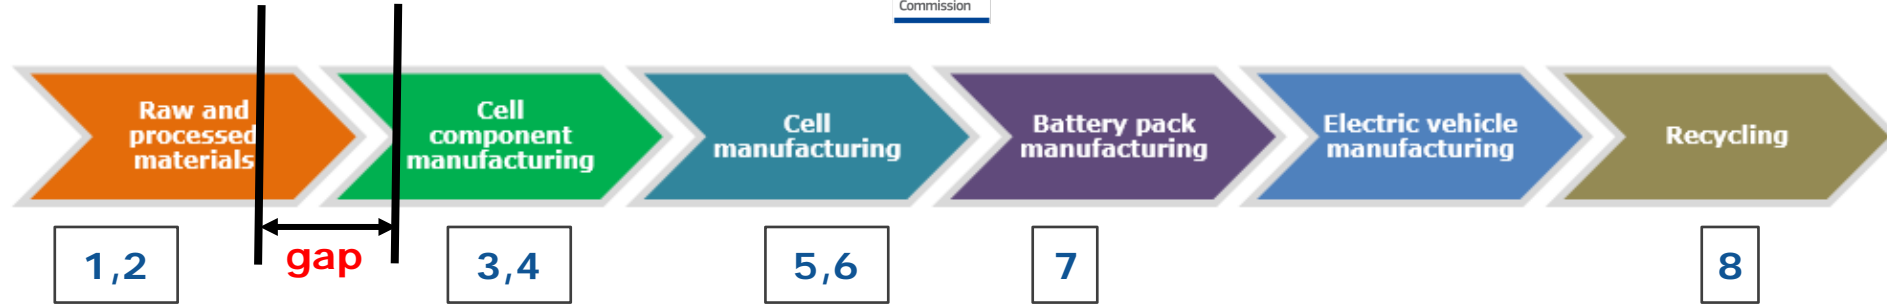 Commission
Raw and
processed
materials
Cell
component
manufacturing
Cell
manufacturing
Battery pack
manufacturing
Electric vehicle
manufacturing
Recycling
1,2
gap
3,4
5,6
7
8